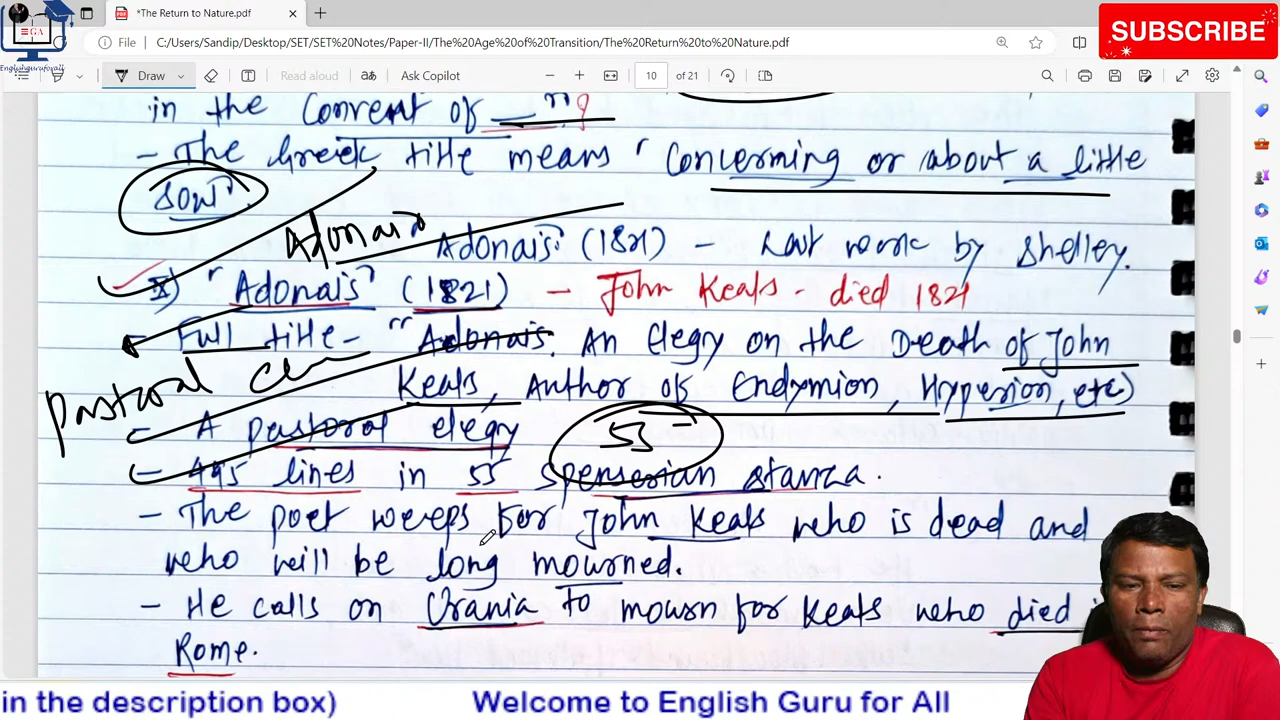 *The Return to Nature.pdf
File C:/Users/Sandip/Desktop/SET/SET%20Notes/Paper-II/The%20Age%20of%20Transition/The%20Return%20to%20Nature.pdf
SUBSCRIBE
GA
Englishguruforall
Draw Read aloud Ask Copilot 10 of 21
in the Convent of — " ?
- The Greek title means "Concerning or about a little
soul".
Adonais
Adonais: (1821) - Last work by Shelley.
X) "Adonais" (1821) - John Keats - died 1821
Full title - "Adonais. An Elegry on the Death of John
Keats, Author of Endymion, Hyperion, etc)
Pastoral
- A pastoral elegy
55
- 495 lines in 55 Spenserian stanza.
- The poet weeps for John Keats who is dead and
who will be long mourned.
- He calls on Urania to mourn for Keats who died
Rome.
in the description box) Welcome to English Guru for All